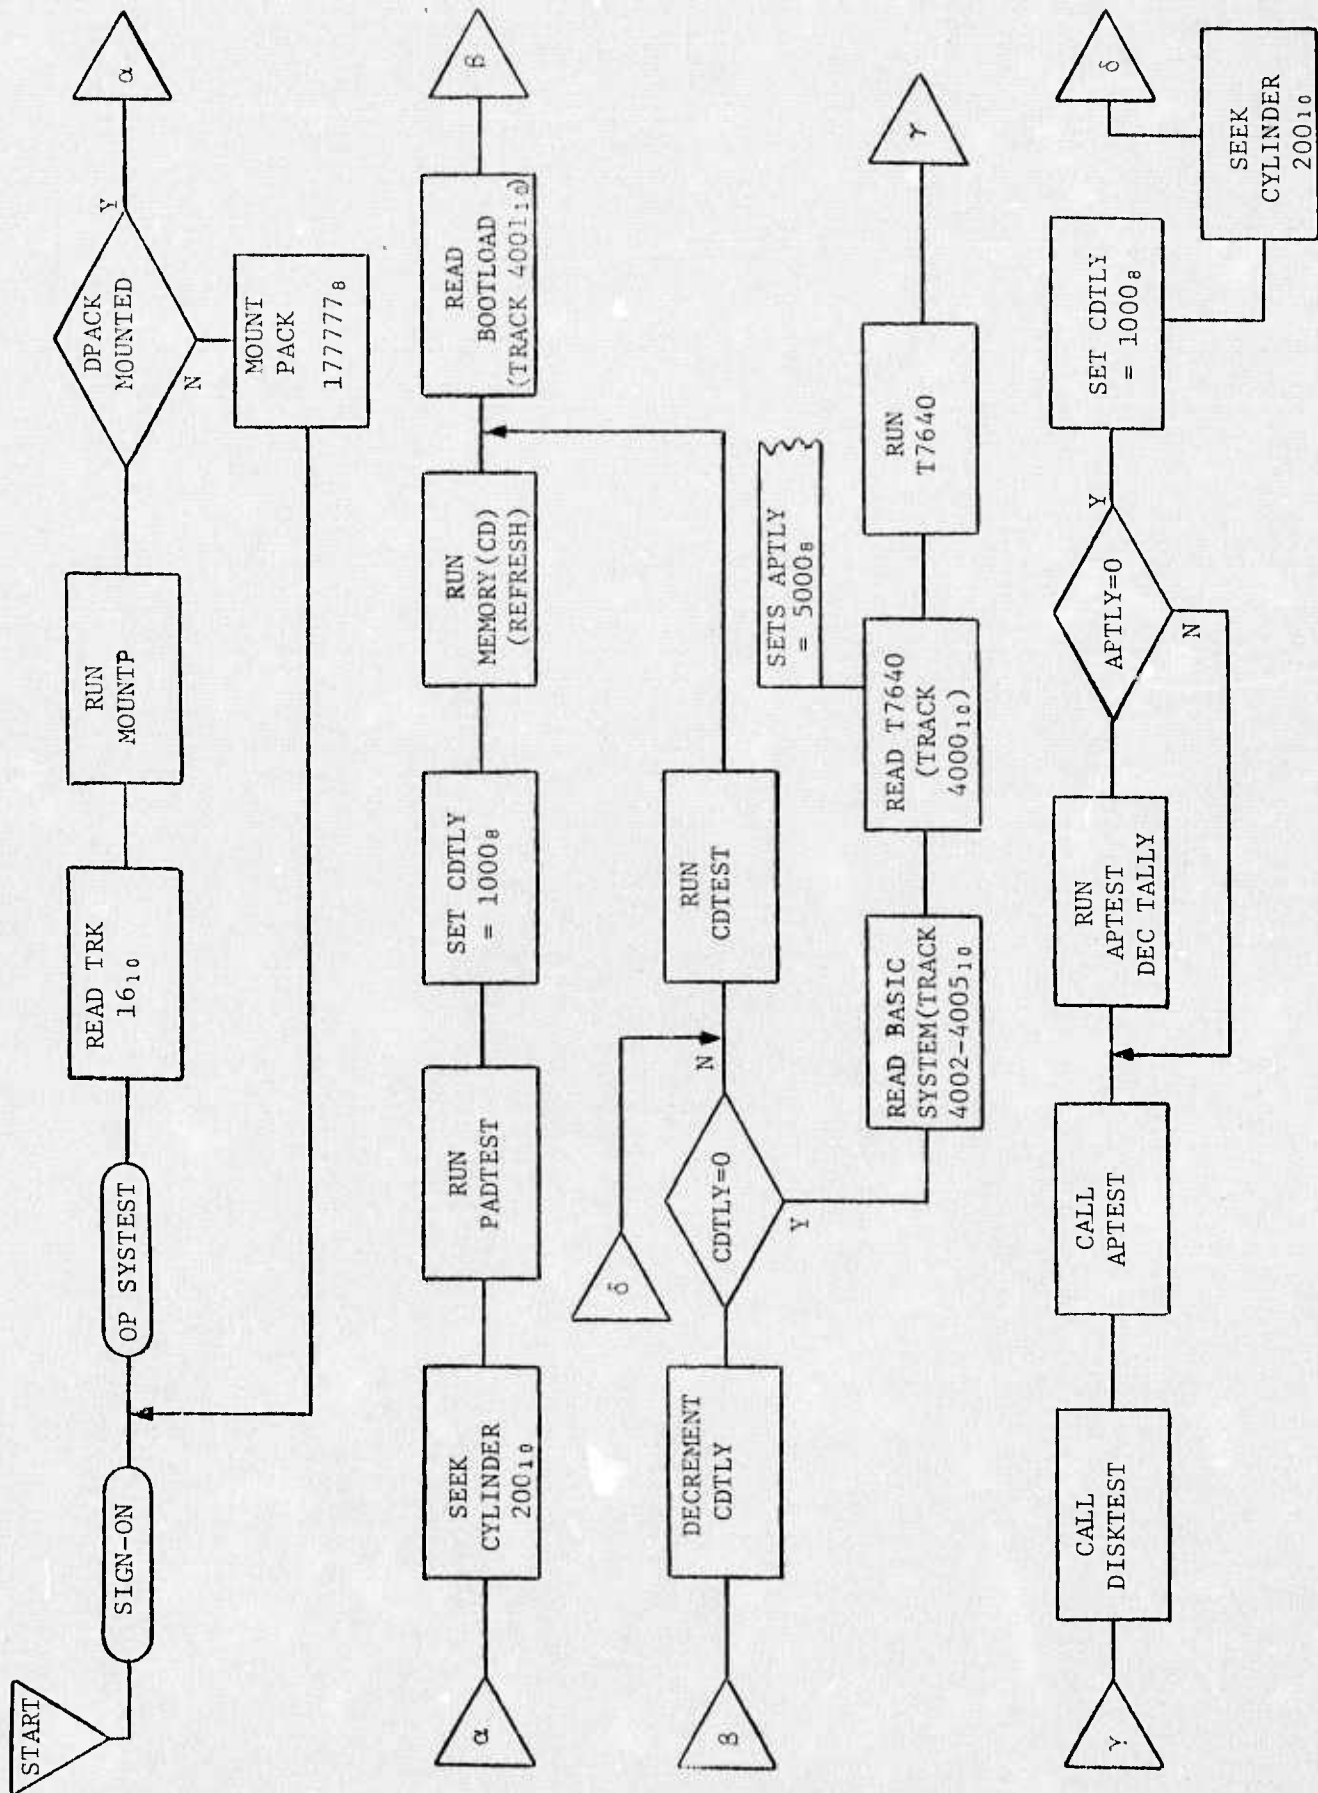 START
SIGN-ON
OP SYSTEST
READ TRK
16₁₀
RUN
MOUNTP
DPACK
MOUNTED
Y
α
N
MOUNT
PACK
177777₈
α
SEEK
CYLINDER
200₁₀
RUN
PADTEST
SET CDTLY
= 1000₈
RUN
MEMORY(CD)
(REFRESH)
READ
BOOTLOAD
(TRACK 4001₁₀)
β
δ
β
DECREMENT
CDTLY
CDTLY=0
N
Y
RUN
CDTEST
READ BASIC
SYSTEM(TRACK
4002-4005₁₀
READ T7640
(TRACK
4000₁₀)
SETS APTLY
= 5000₈
RUN
T7640
γ
γ
CALL
DISKTEST
CALL
APTEST
RUN
APTEST
DEC TALLY
APTLY=0
Y
N
SET CDTLY
= 1000₈
SEEK
CYLINDER
200₁₀
δ